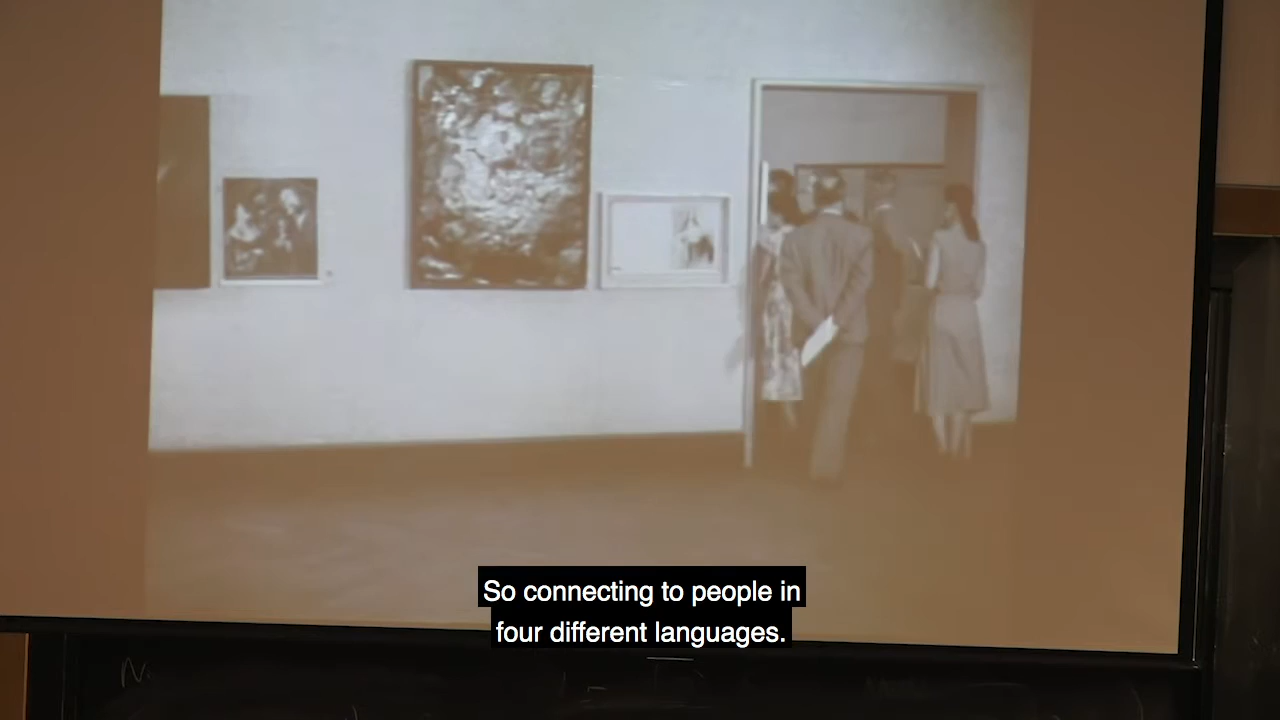 So connecting to people in
four different languages.